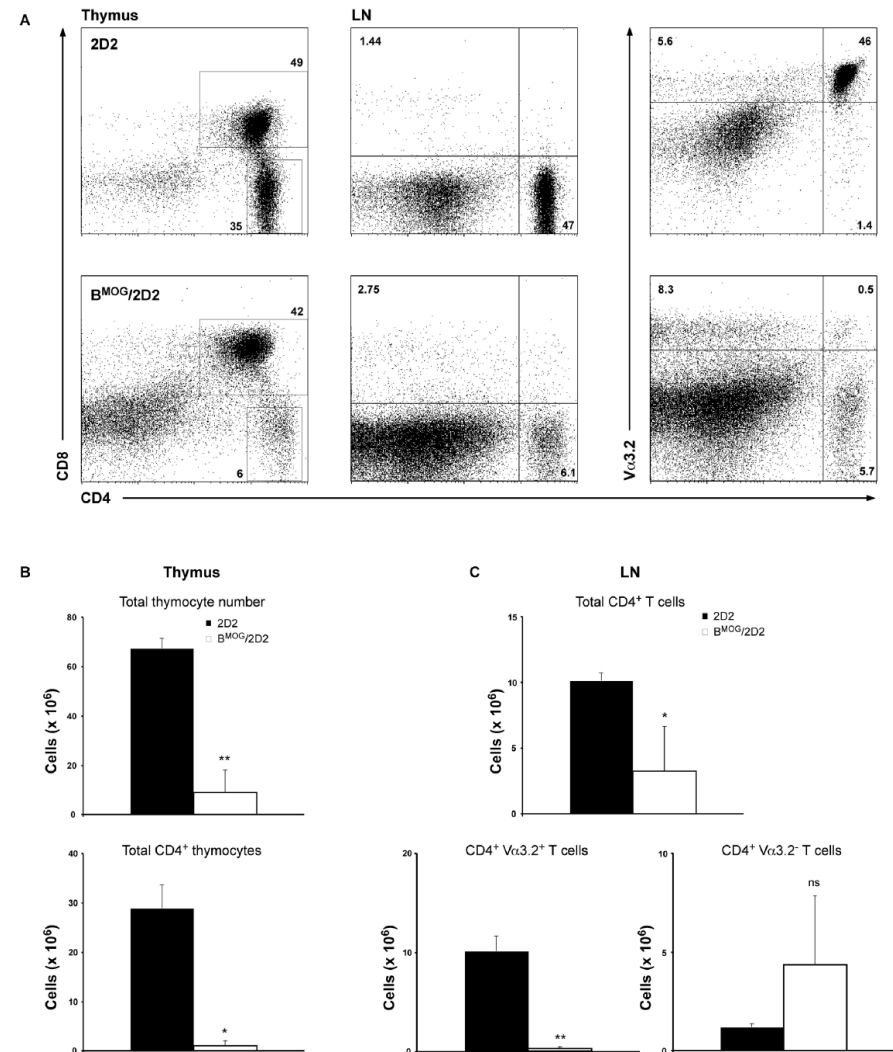 A
Thymus
LN
2D2
49
35
1.44
47
5.6
46
1.4
B^MOG/2D2
42
6
2.75
6.1
8.3
0.5
5.7
CD8
Vα3.2
CD4
B
Thymus
Total thymocyte number
Cells (x 10^6)
80
60
40
20
0
2D2
B^MOG/2D2
**
Total CD4+ thymocytes
Cells (x 10^6)
40
30
20
10
0
*
C
LN
Total CD4+ T cells
Cells (x 10^6)
15
10
5
0
2D2
B^MOG/2D2
*
CD4+ Vα3.2+ T cells
Cells (x 10^6)
20
10
0
**
CD4+ Vα3.2- T cells
Cells (x 10^6)
10
5
0
ns